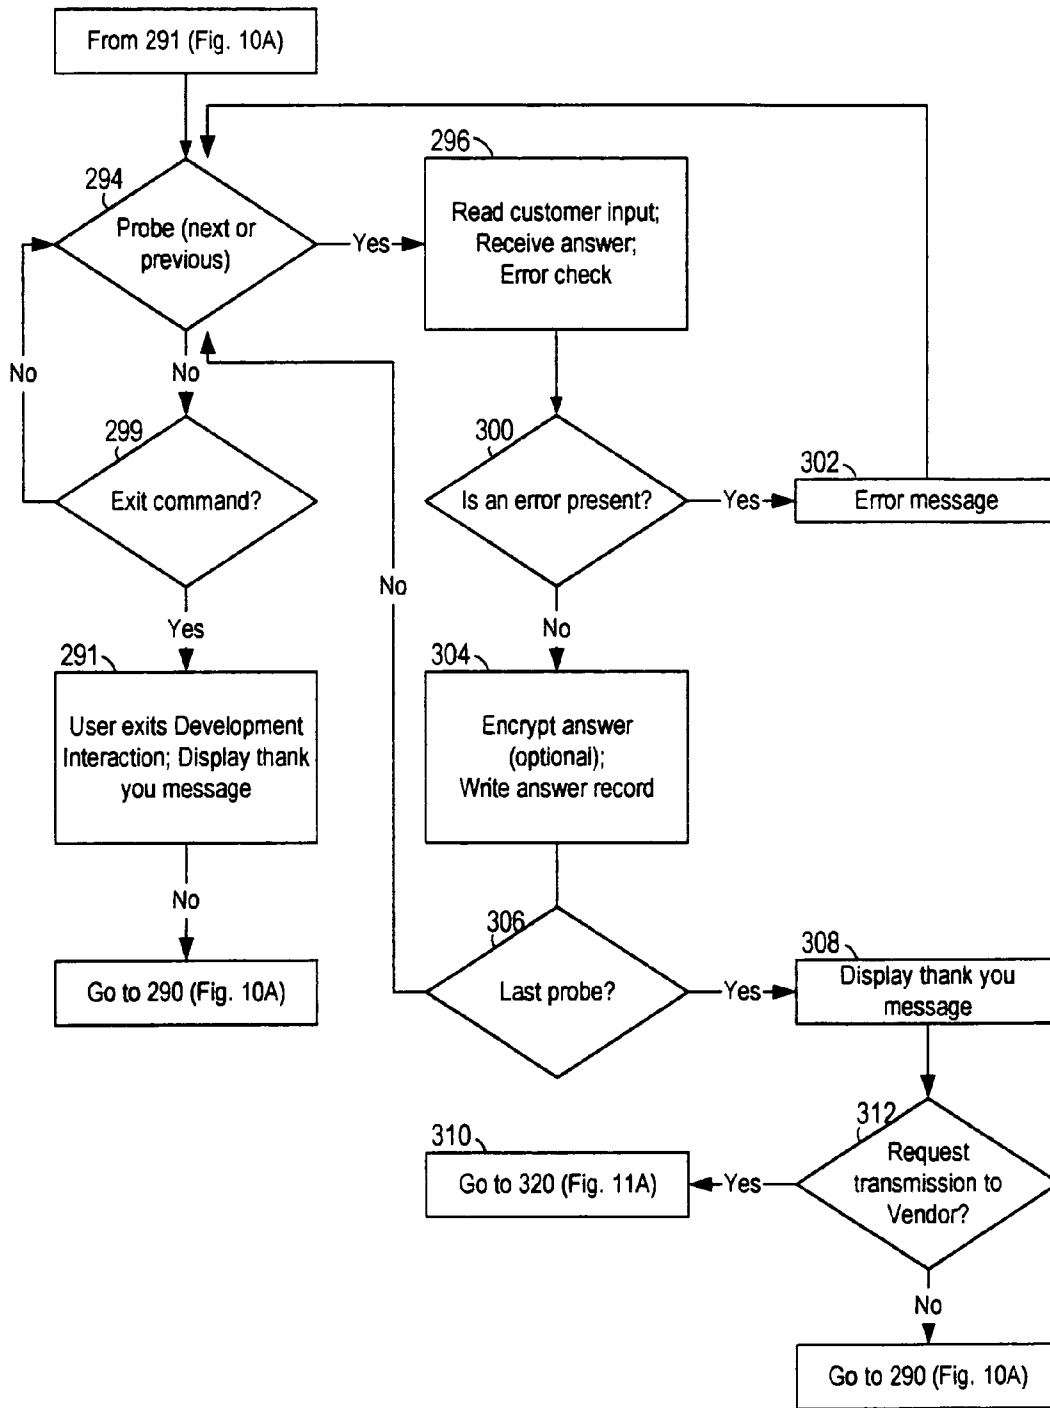 From 291 (Fig. 10A)
294
Probe (next or
previous)
Yes
296
Read customer input;
Receive answer;
Error check
No
No
299
Exit command?
300
Is an error present?
Yes
302
Error message
No
Yes
No
291
User exits Development
Interaction; Display thank
you message
304
Encrypt answer
(optional);
Write answer record
No
306
Last probe?
Yes
308
Display thank you
message
Go to 290 (Fig. 10A)
310
Go to 320 (Fig. 11A)
Yes
312
Request
transmission to
Vendor?
No
Go to 290 (Fig. 10A)